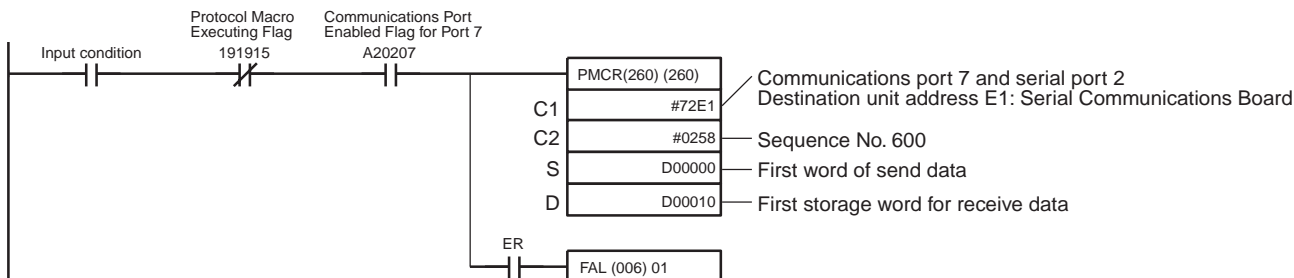 Protocol Macro
Executing Flag
Communications Port
Enabled Flag for Port 7
Input condition
191915
A20207
PMCR(260) (260)
C1
#72E1
Communications port 7 and serial port 2
Destination unit address E1: Serial Communications Board
C2
#0258
Sequence No. 600
S
D00000
First word of send data
D
D00010
First storage word for receive data
ER
FAL (006) 01